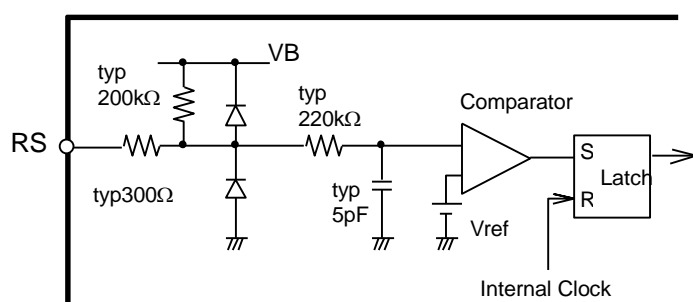 VB
typ
200kΩ
typ
220kΩ
Comparator
RS
S
Latch
R
typ300Ω
typ
5pF
Vref
Internal Clock